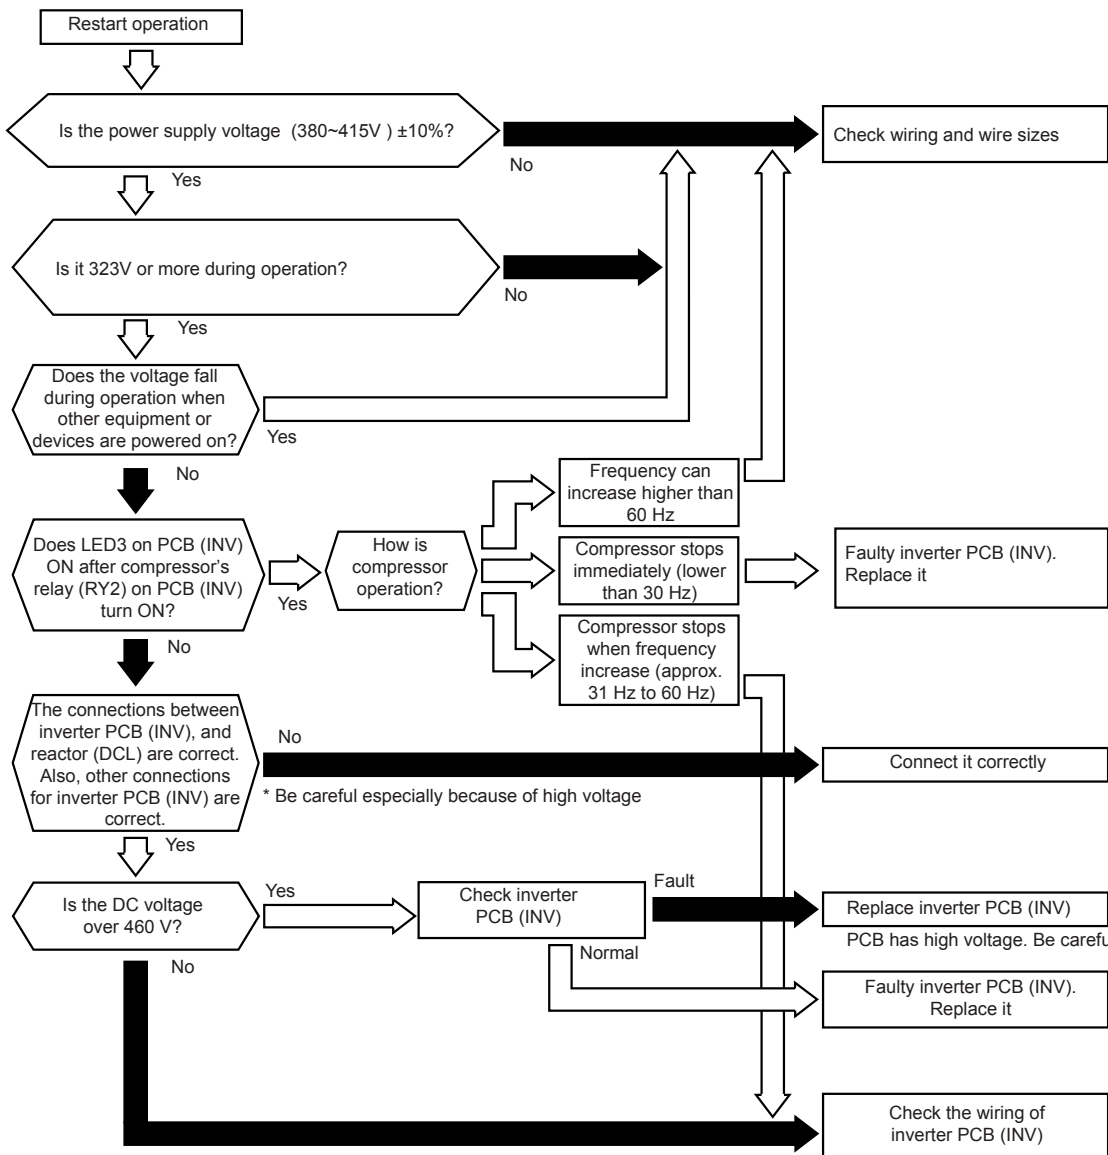 Restart operation
Is the power supply voltage  (380~415V ) ±10%?
No
Check wiring and wire sizes
Yes
Is it 323V or more during operation?
No
Yes
Does the voltage fall
during operation when
other equipment or
devices are powered on?
Yes
No
Frequency can
increase higher than
60 Hz
Does LED3 on PCB (INV)
ON after compressor's
relay (RY2) on PCB (INV)
turn ON?
Yes
How is
compressor
operation?
Compressor stops
immediately (lower
than 30 Hz)
Faulty inverter PCB (INV).
Replace it
Compressor stops
when frequency
increase (approx.
31 Hz to 60 Hz)
No
The connections between
inverter PCB (INV), and
reactor (DCL) are correct.
Also, other connections
for inverter PCB (INV) are
correct.
No
* Be careful especially because of high voltage
Connect it correctly
Yes
Is the DC voltage
over 460 V?
Yes
Check inverter
PCB (INV)
Fault
Replace inverter PCB (INV)
PCB has high voltage. Be carefu
Normal
Faulty inverter PCB (INV).
Replace it
No
Check the wiring of
inverter PCB (INV)